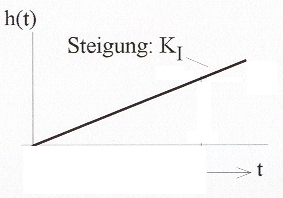 h(t)
Steigung: K_I
t